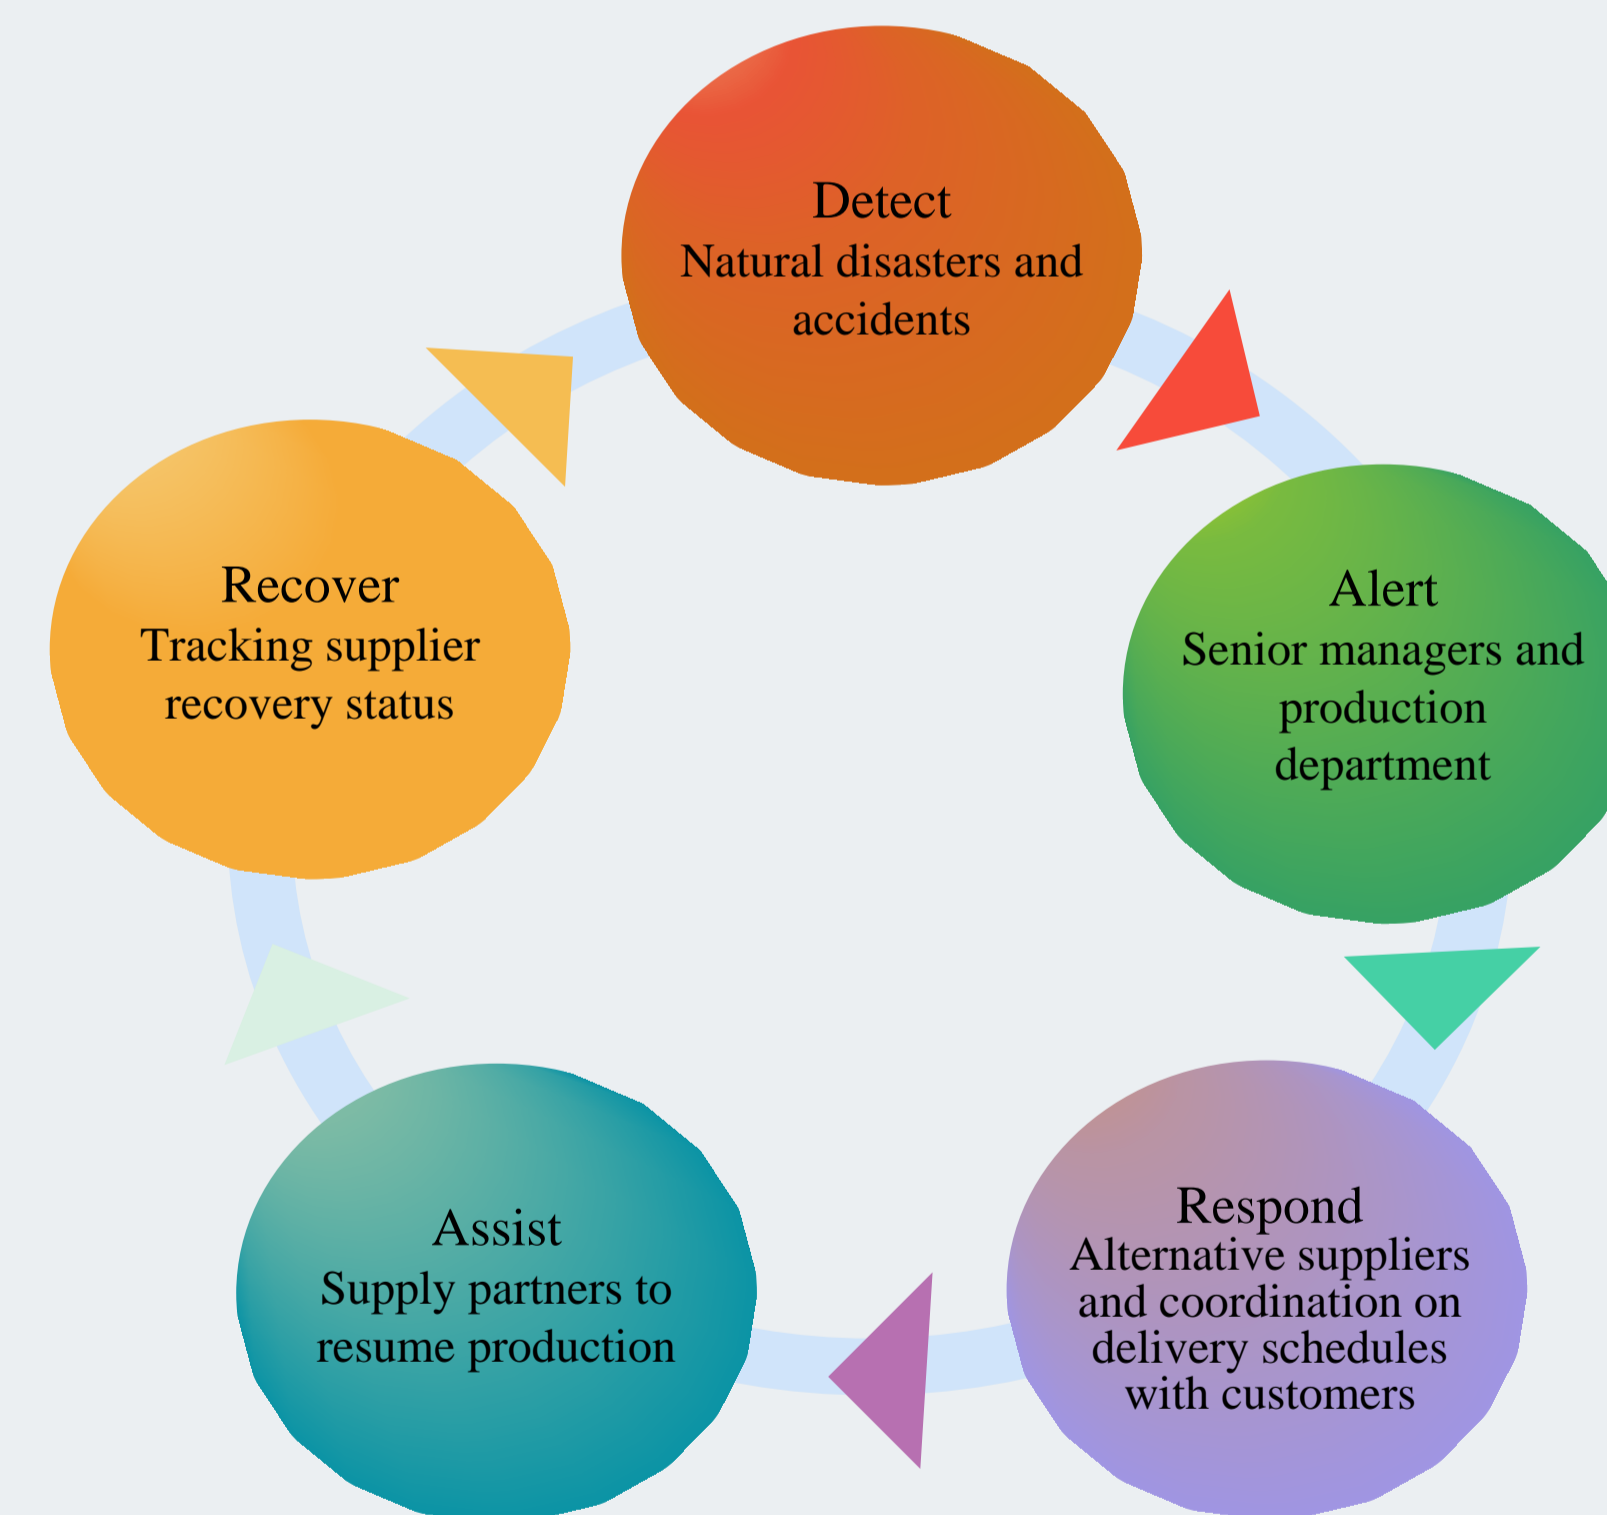 Detect
Natural disasters and
accidents
Alert
Senior managers and
production
department
Respond
Alternative suppliers
and coordination on
delivery schedules
with customers
Assist
Supply partners to
resume production
Recover
Tracking supplier
recovery status